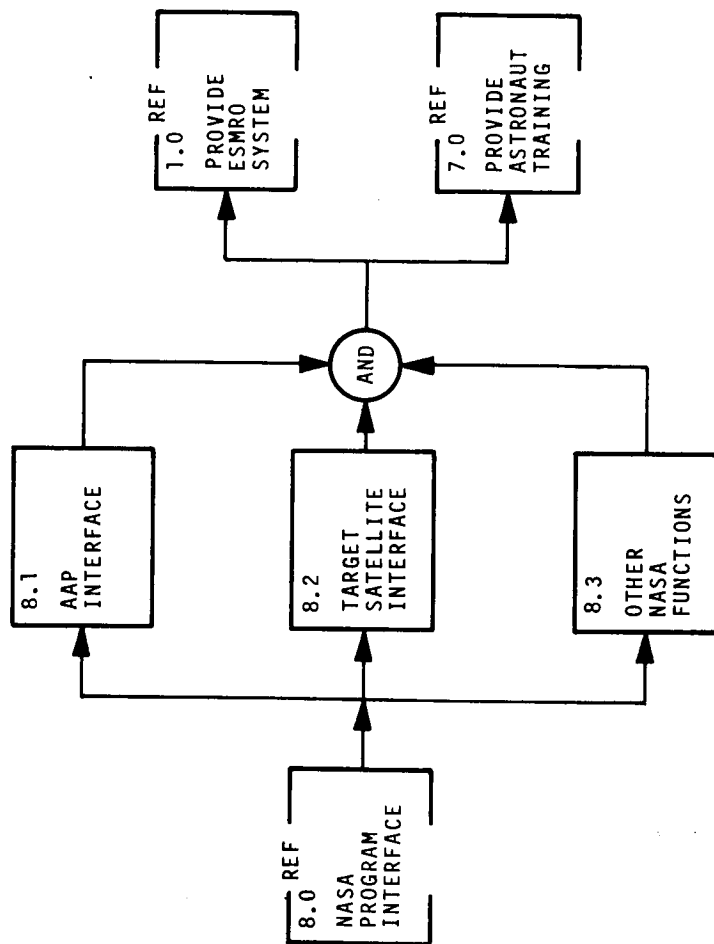 8.0 REF
NASA
PROGRAM
INTERFACE
8.1
AAP
INTERFACE
8.2
TARGET
SATELLITE
INTERFACE
8.3
OTHER
NASA
FUNCTIONS
AND
REF
1.0
PROVIDE
ESMRO
SYSTEM
REF
7.0
PROVIDE
ASTRONAUT
TRAINING